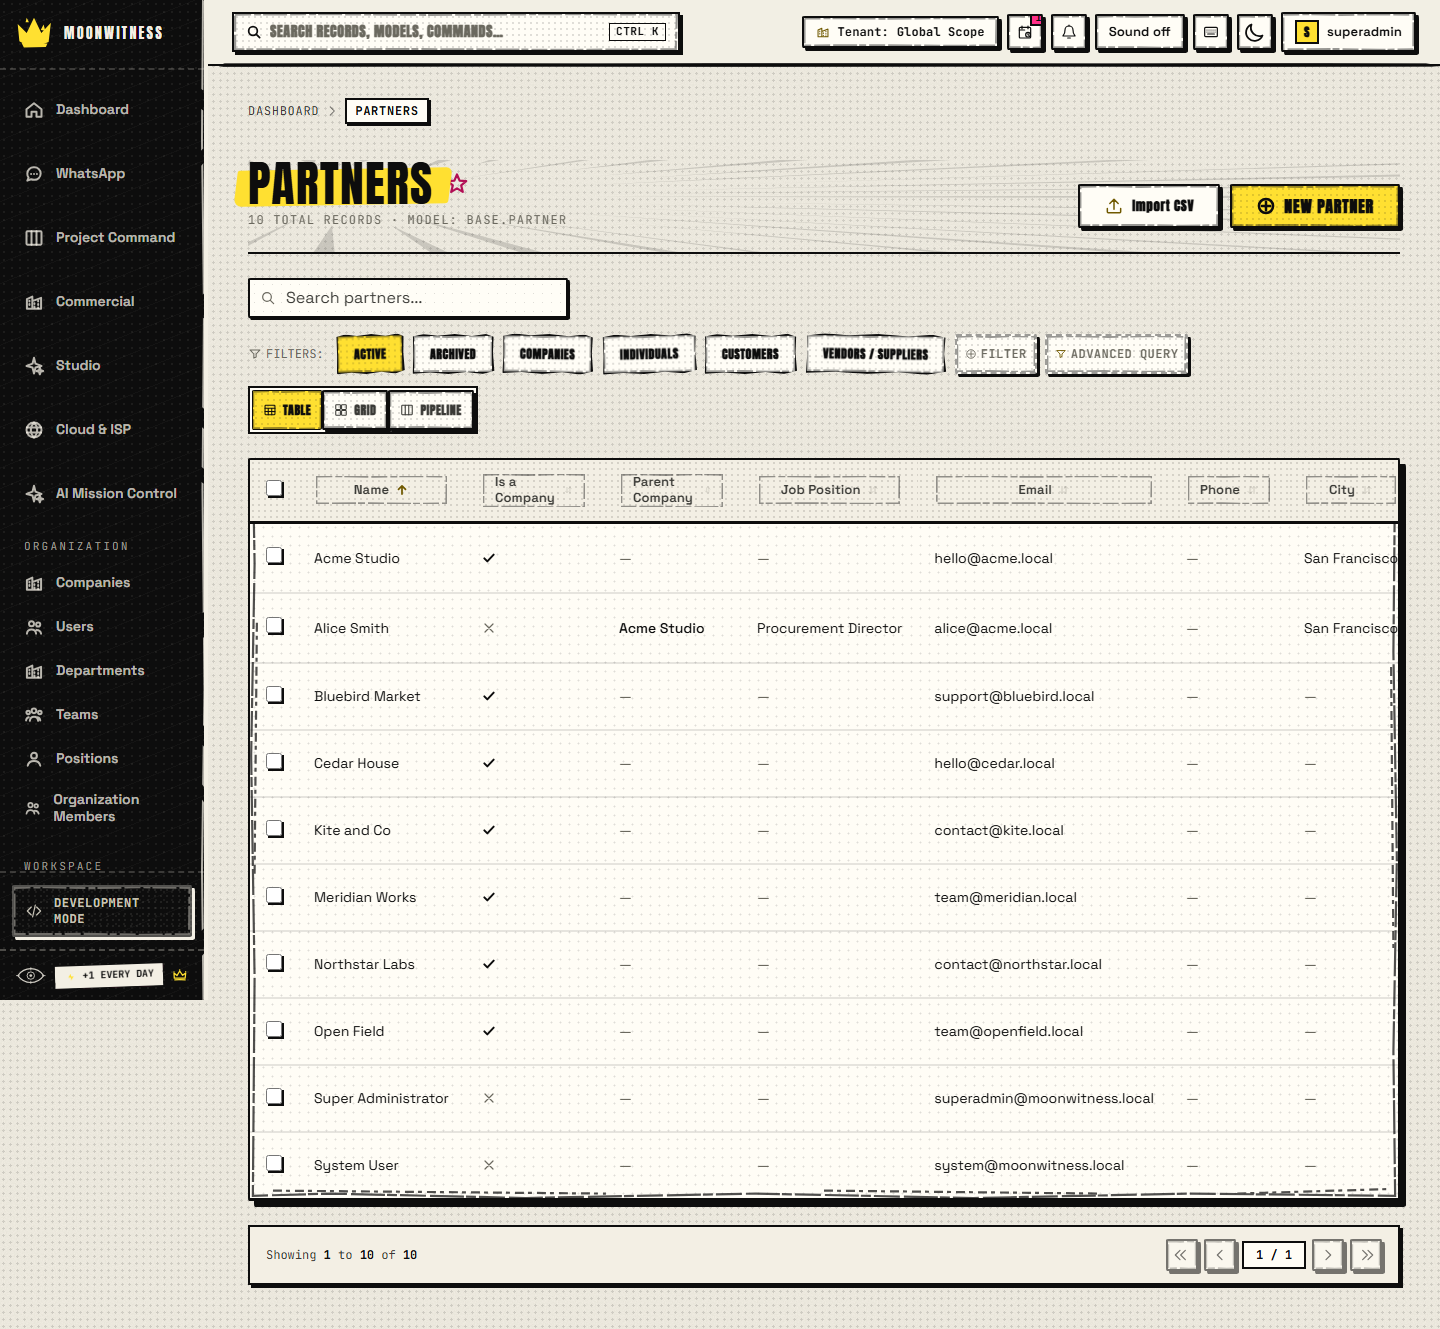 MOONWITNESS
SEARCH RECORDS, MODELS, COMMANDS...
CTRL K
Tenant: Global Scope
Sound off
S
superadmin
Dashboard
WhatsApp
Project Command
Commercial
Studio
Cloud & ISP
AI Mission Control
ORGANIZATION
Companies
Users
Departments
Teams
Positions
Organization
Members
WORKSPACE
DEVELOPMENT
MODE
+1 EVERY DAY
DASHBOARD
PARTNERS
PARTNERS
10 TOTAL RECORDS · MODEL: BASE.PARTNER
Import CSV
NEW PARTNER
Search partners...
FILTERS:
ACTIVE
ARCHIVED
COMPANIES
INDIVIDUALS
CUSTOMERS
VENDORS / SUPPLIERS
FILTER
ADVANCED QUERY
TABLE
GRID
PIPELINE
Name
Is a
Company
Parent
Company
Job Position
Email
Phone
City
Acme Studio — — hello@acme.local — San Francisco
Alice Smith Acme Studio Procurement Director alice@acme.local — San Francisco
Bluebird Market — — support@bluebird.local — —
Cedar House — — hello@cedar.local — —
Kite and Co — — contact@kite.local — —
Meridian Works — — team@meridian.local — —
Northstar Labs — — contact@northstar.local — —
Open Field — — team@openfield.local — —
Super Administrator — — superadmin@moonwitness.local — —
System User — — system@moonwitness.local — —
Showing 1 to 10 of 10
1 / 1